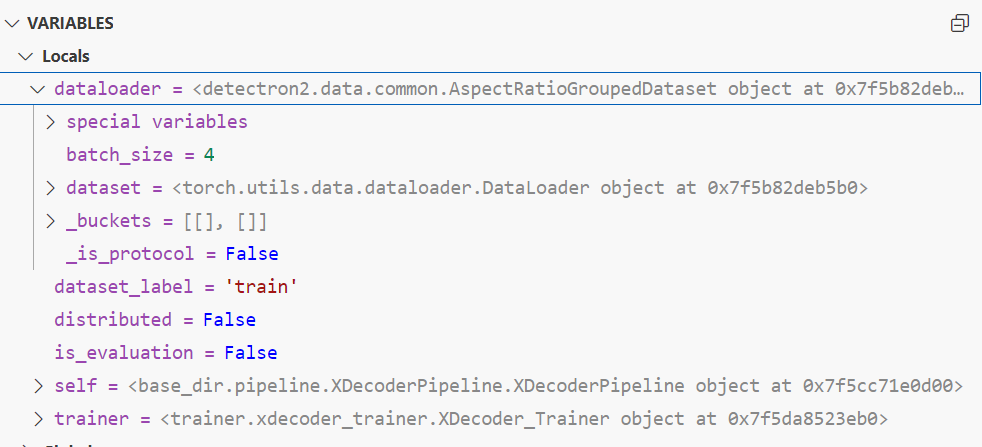 VARIABLES
Locals
dataloader = <detectron2.data.common.AspectRatioGroupedDataset object at 0x7f5b82deb…
special variables
batch_size = 4
dataset = <torch.utils.data.dataloader.DataLoader object at 0x7f5b82deb5b0>
_buckets = [[], []]
_is_protocol = False
dataset_label = 'train'
distributed = False
is_evaluation = False
self = <base_dir.pipeline.XDecoderPipeline.XDecoderPipeline object at 0x7f5cc71e0d00>
trainer = <trainer.xdecoder_trainer.XDecoder_Trainer object at 0x7f5da8523eb0>